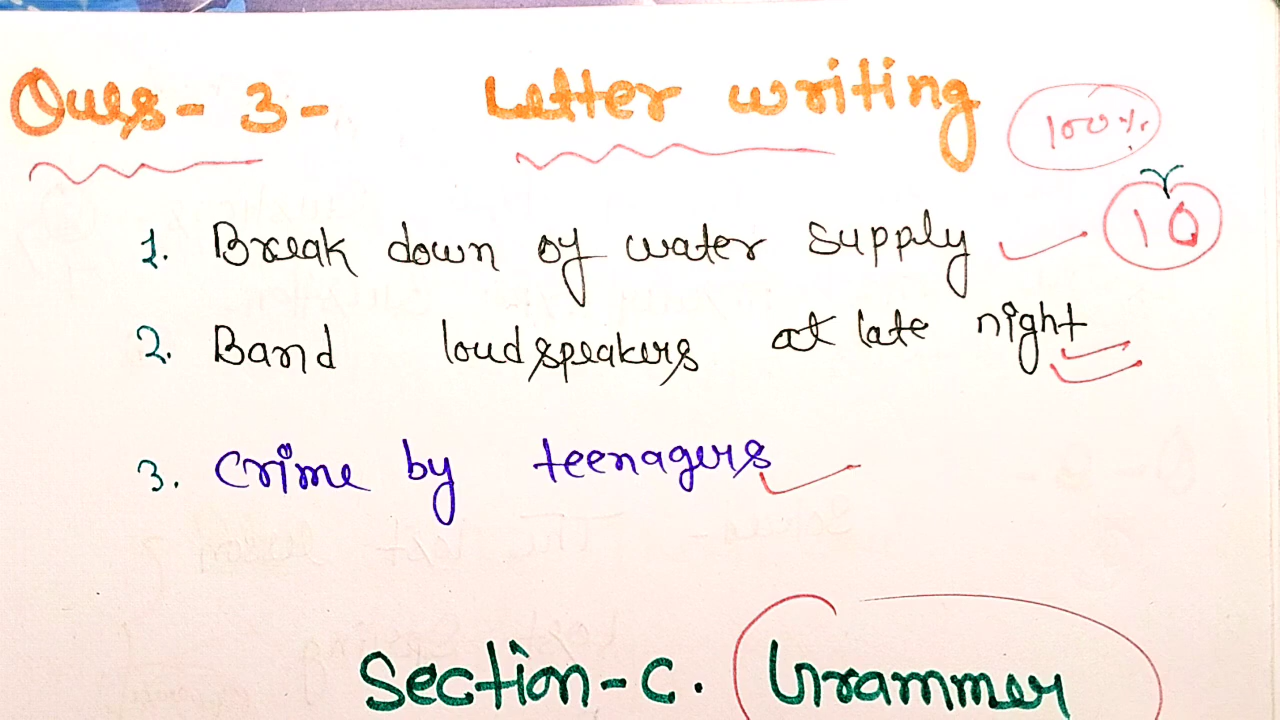 Ques- 3- Letter writing 100%
1. Break down of water supply 10
2. Band loudspeakers at late night
3. Crime by teenagers
Section-C. Grammer